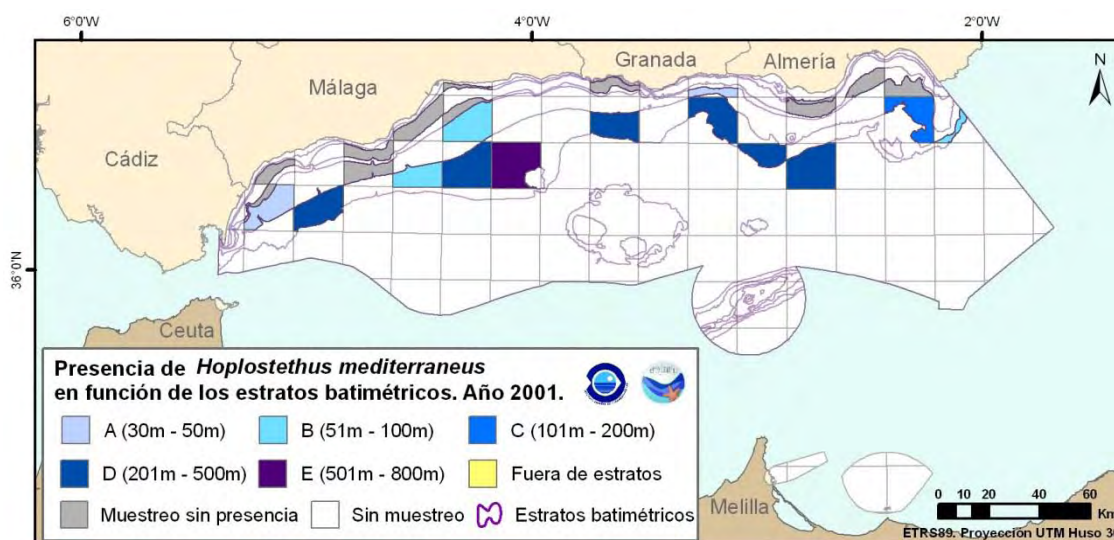 6°0'W
4°0'W
2°0'W
Granada
Almería
N
Málaga
Cádiz
36°0'N
Ceuta
Presencia de Hoplostethus mediterraneus
en función de los estratos batimétricos. Año 2001.
A (30m - 50m)
B (51m - 100m)
C (101m - 200m)
D (201m - 500m)
E (501m - 800m)
Fuera de estratos
Muestreo sin presencia
Sin muestreo
Estratos batimétricos
Melilla
0 10 20 40 60
Km
ETRS89. Proyección UTM Huso 3